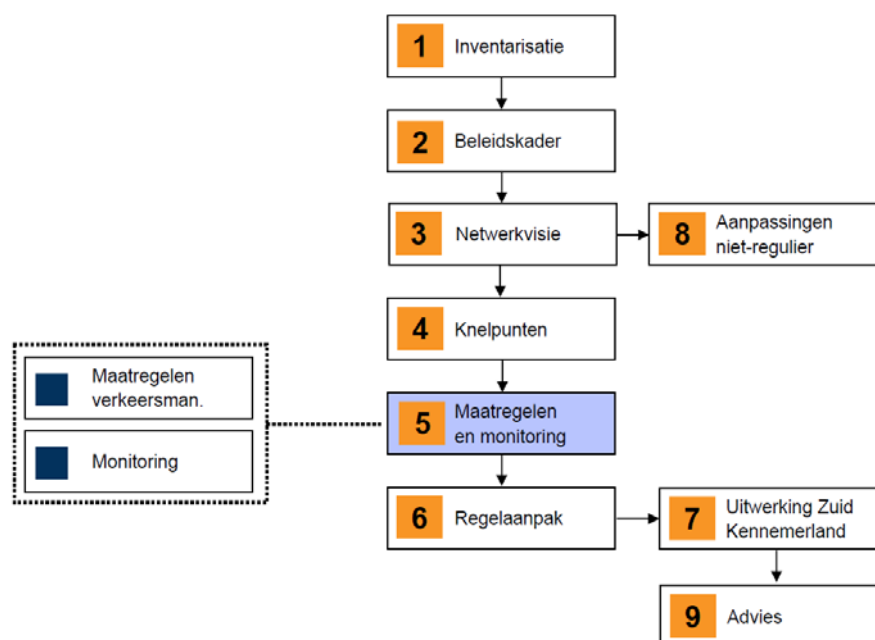 1 Inventarisatie
2 Beleidskader
3 Netwerkvisie
8 Aanpassingen
niet-regulier
4 Knelpunten
Maatregelen
verkeersman.
Monitoring
5 Maatregelen
en monitoring
6 Regelaanpak
7 Uitwerking Zuid
Kennemerland
9 Advies